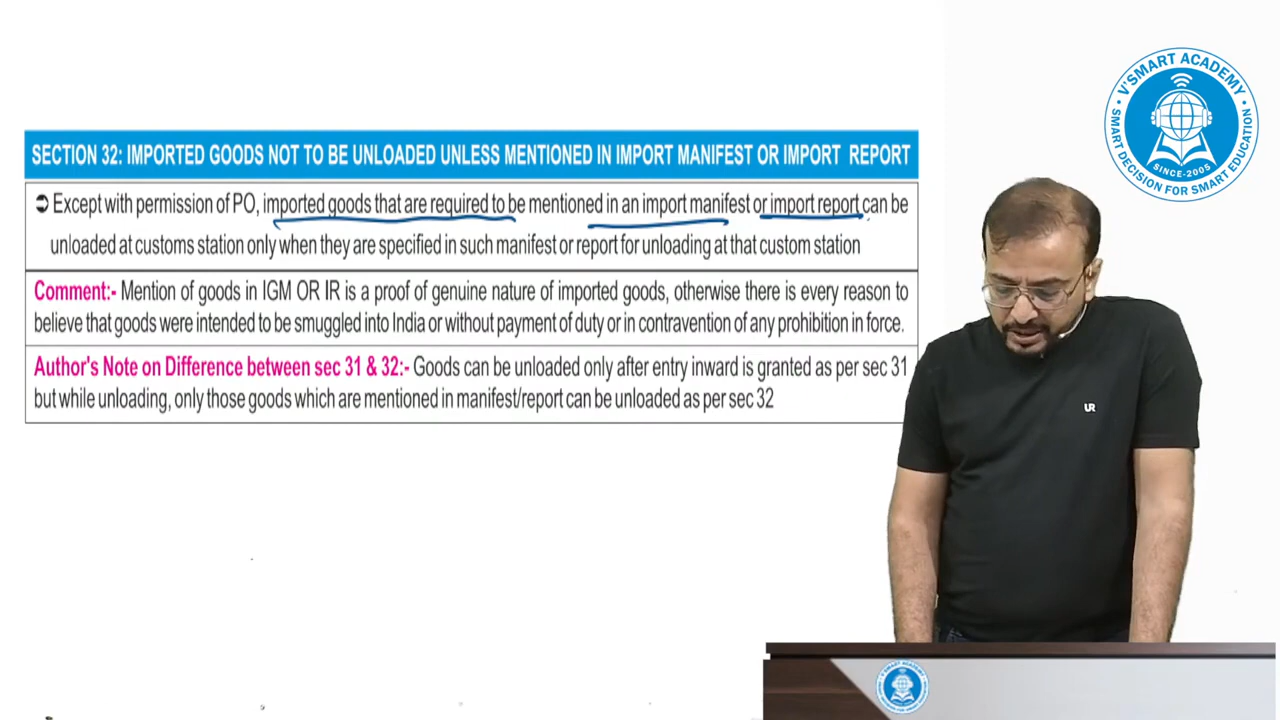 SECTION 32: IMPORTED GOODS NOT TO BE UNLOADED UNLESS MENTIONED IN IMPORT MANIFEST OR IMPORT REPORT
➲ Except with permission of PO, imported goods that are required to be mentioned in an import manifest or import report can be
unloaded at customs station only when they are specified in such manifest or report for unloading at that custom station
Comment:- Mention of goods in IGM OR IR is a proof of genuine nature of imported goods, otherwise there is every reason to
believe that goods were intended to be smuggled into India or without payment of duty or in contravention of any prohibition in force.
Author's Note on Difference between sec 31 & 32:- Goods can be unloaded only after entry inward is granted as per sec 31
but while unloading, only those goods which are mentioned in manifest/report can be unloaded as per sec 32
V'SMART ACADEMY
SINCE-2005
SMART DECISION FOR SMART EDUCATION
UR
V'SMART ACADEMY